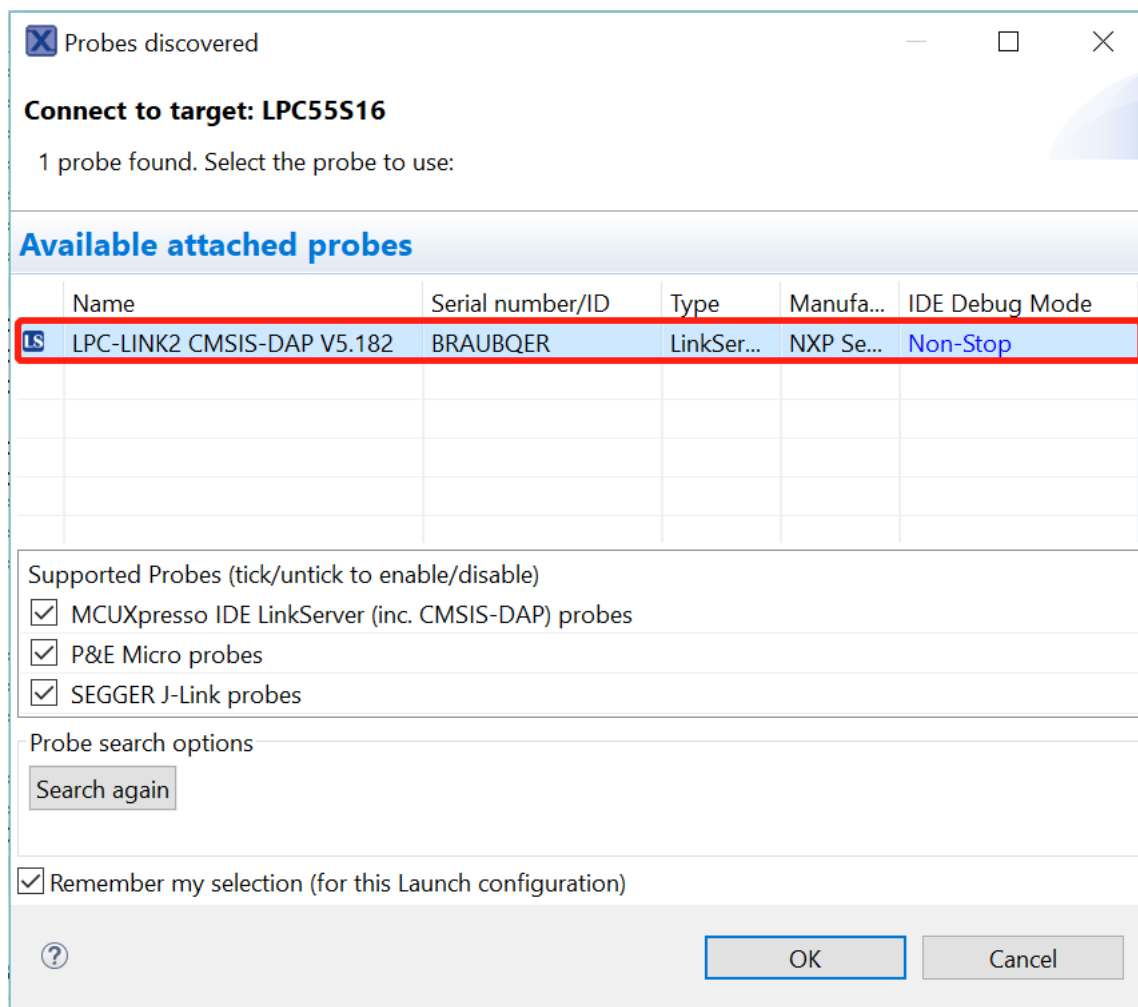 Probes discovered
Connect to target: LPC55S16
1 probe found. Select the probe to use:
Available attached probes
Name Serial number/ID Type Manufa... IDE Debug Mode
LS LPC-LINK2 CMSIS-DAP V5.182 BRAUBQER LinkSer... NXP Se... Non-Stop
Supported Probes (tick/untick to enable/disable)
MCUXpresso IDE LinkServer (inc. CMSIS-DAP) probes
P&E Micro probes
SEGGER J-Link probes
Probe search options
Search again
Remember my selection (for this Launch configuration)
? OK Cancel